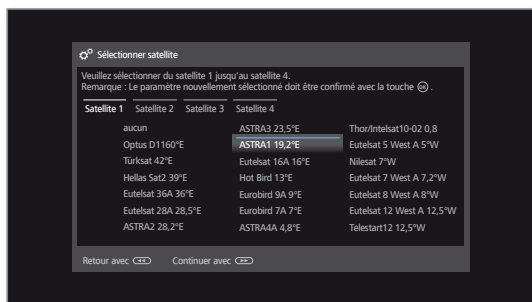 Sélectionner satellite
Veuillez sélectionner du satellite 1 jusqu'au satellite 4.
Remarque : Le paramètre nouvellement sélectionné doit être confirmé avec la touche OK .
Satellite 1 Satellite 2 Satellite 3 Satellite 4
aucun ASTRA3 23,5°E Thor/Intelsat10-02 0,8
Optus D1160°E ASTRA1 19,2°E Eutelsat 5 West A 5°W
Türksat 42°E Eutelsat 16A 16°E Nilesat 7°W
Hellas Sat2 39°E Hot Bird 13°E Eutelsat 7 West A 7,2°W
Eutelsat 36A 36°E Eurobird 9A 9°E Eutelsat 8 West A 8°W
Eutelsat 28A 28,5°E Eurobird 7A 7°E Eutelsat 12 West A 12,5°W
ASTRA2 28,2°E ASTRA4A 4,8°E Telestart12 12,5°W
Retour avec Continuer avec